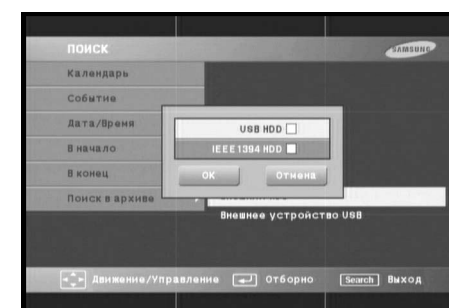 ПОИСК
SAMSUNG
Календарь
Событие
Дата/Время
В начало
В конец
Поиск в архиве
USB HDD
IEEE1394 HDD
OK
Отмена
Внешнее устройство USB
Движение/Управление
Отборно
Search
Выход